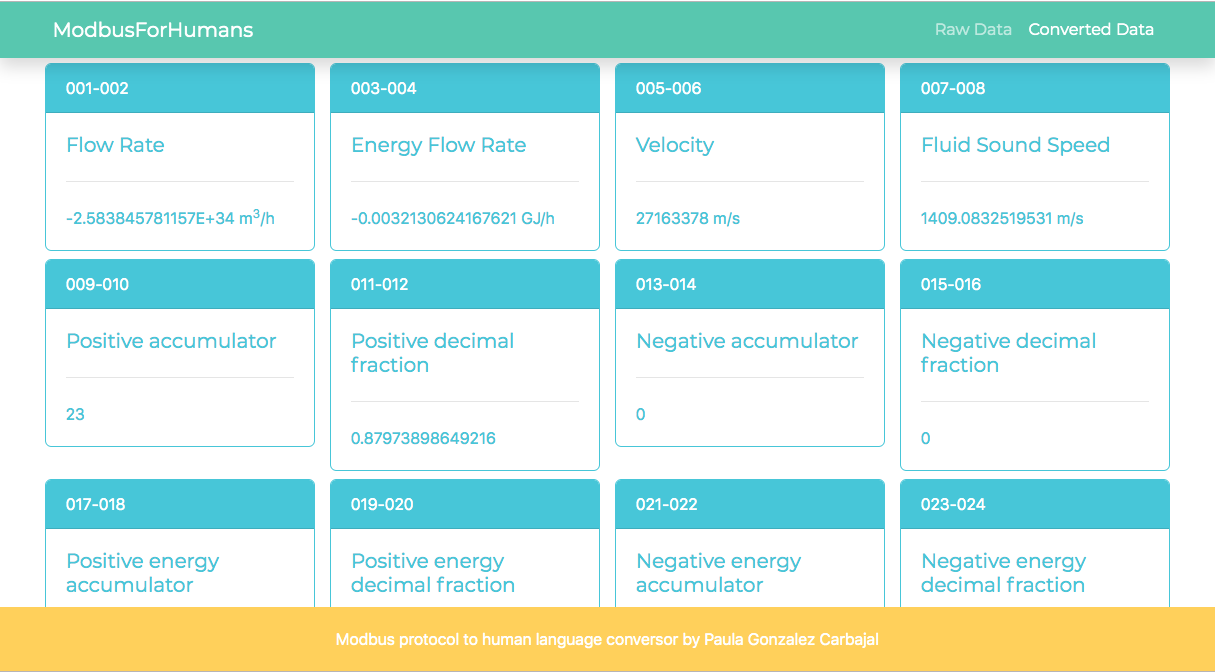 ModbusForHumans
Raw Data Converted Data
001-002
Flow Rate
-2.583845781157E+34 m³/h
003-004
Energy Flow Rate
-0.0032130624167621 GJ/h
005-006
Velocity
27163378 m/s
007-008
Fluid Sound Speed
1409.0832519531 m/s
009-010
Positive accumulator
23
011-012
Positive decimal
fraction
0.87973898649216
013-014
Negative accumulator
0
015-016
Negative decimal
fraction
0
017-018
Positive energy
accumulator
019-020
Positive energy
decimal fraction
021-022
Negative energy
accumulator
023-024
Negative energy
decimal fraction
Modbus protocol to human language conversor by Paula Gonzalez Carbajal